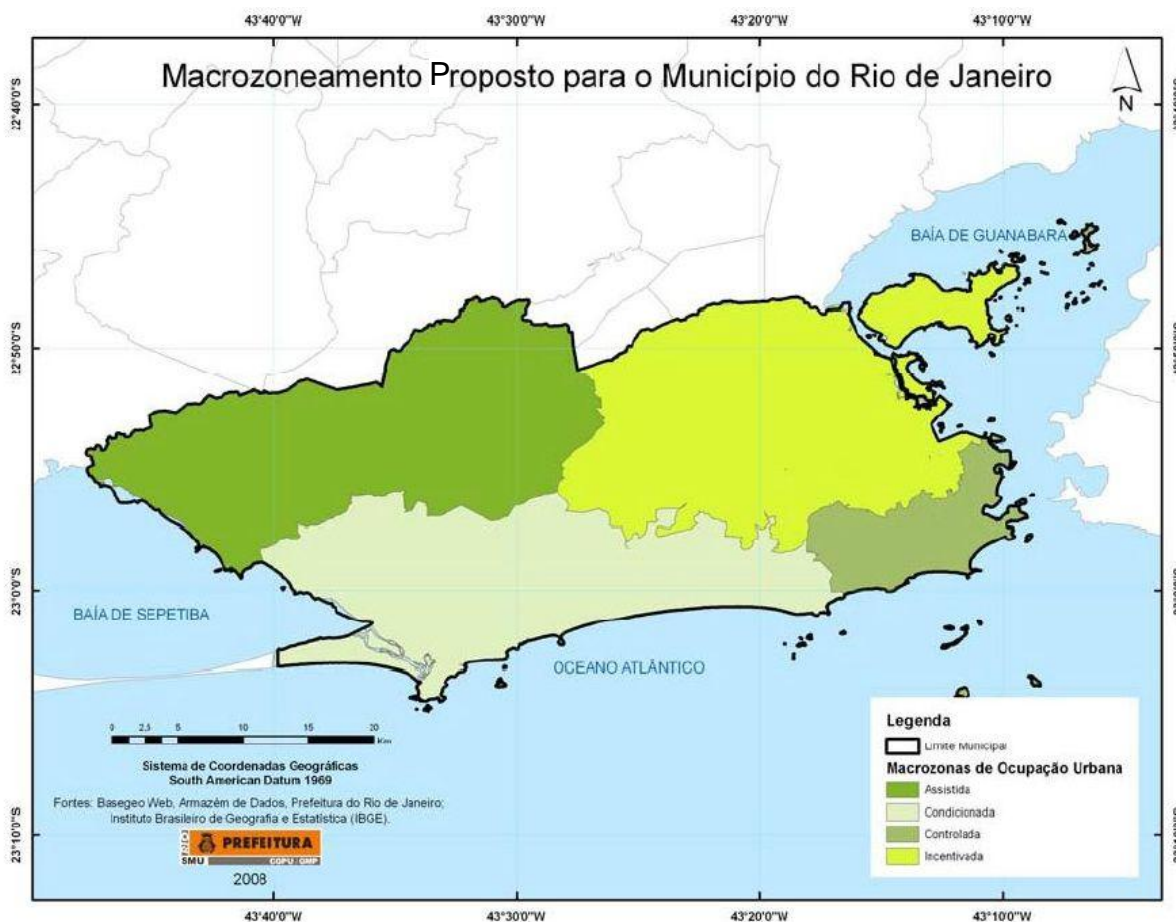 43°40'0"W 43°30'0"W 43°20'0"W 43°10'0"W
Macrozoneamento Proposto para o Município do Rio de Janeiro
N
22°40'0"S
BAÍA DE GUANABARA
22°50'0"S
23°0'0"S
BAÍA DE SEPETIBA
OCEANO ATLÂNTICO
0 2,5 5 10 15 20
Km
Sistema de Coordenadas Geográficas
South American Datum 1969
Fontes: Basegeo Web, Armazém de Dados, Prefeitura do Rio de Janeiro;
Instituto Brasileiro de Geografia e Estatística (IBGE).
RIO
PREFEITURA
SMU CGPU/GMP
2008
Legenda
Limite Municipal
Macrozonas de Ocupação Urbana
Assistida
Condicionada
Controlada
Incentivada
23°10'0"S
43°40'0"W 43°30'0"W 43°20'0"W 43°10'0"W